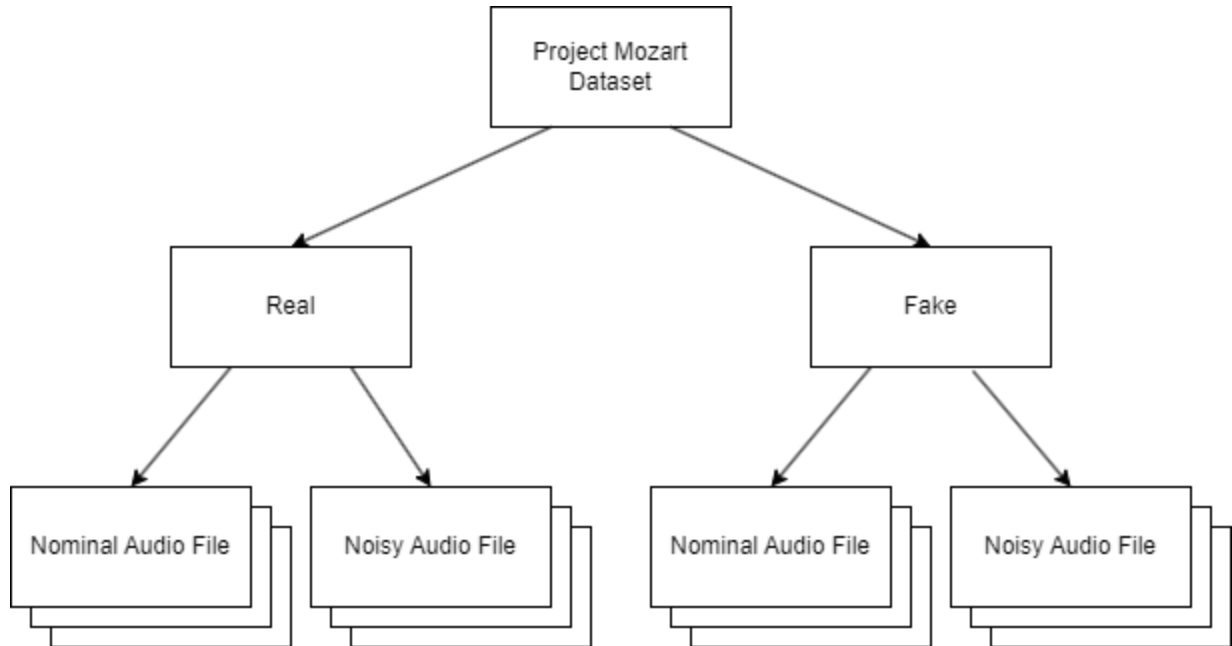 Project Mozart
Dataset
Real
Fake
Nominal Audio File
Noisy Audio File
Nominal Audio File
Noisy Audio File